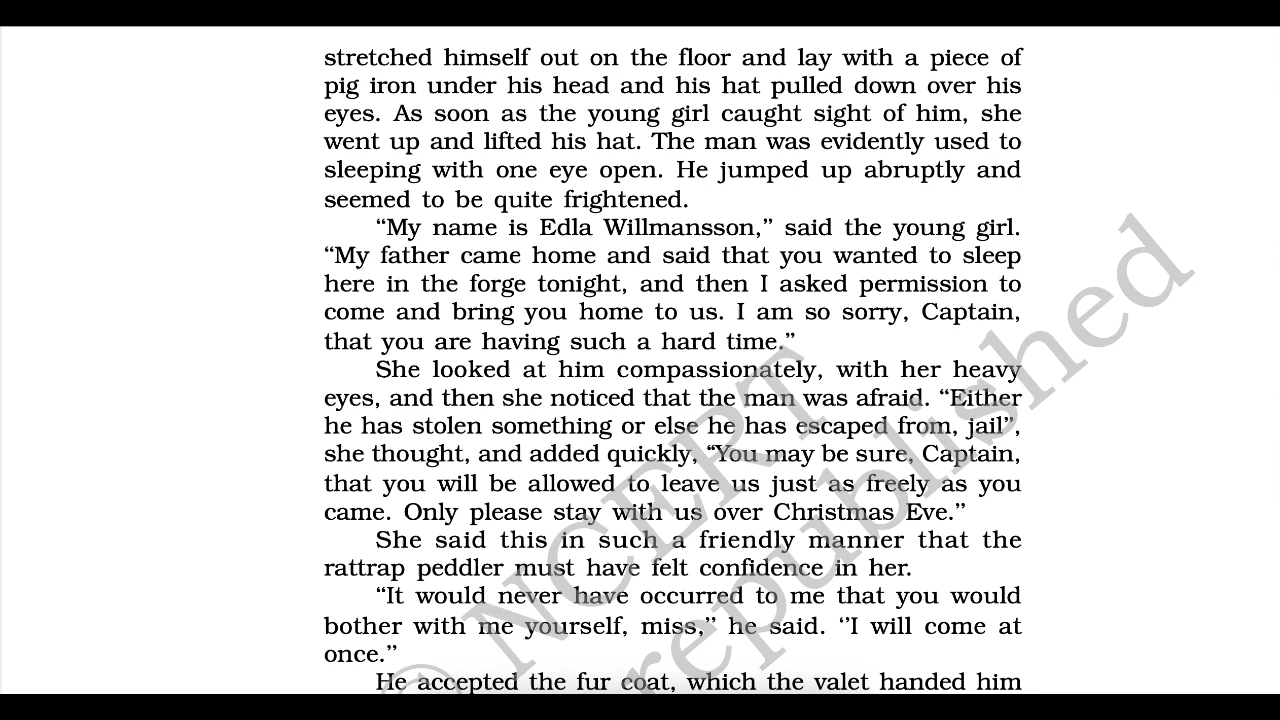 stretched himself out on the floor and lay with a piece of
pig iron under his head and his hat pulled down over his
eyes. As soon as the young girl caught sight of him, she
went up and lifted his hat. The man was evidently used to
sleeping with one eye open. He jumped up abruptly and
seemed to be quite frightened.
“My name is Edla Willmansson,” said the young girl.
“My father came home and said that you wanted to sleep
here in the forge tonight, and then I asked permission to
come and bring you home to us. I am so sorry, Captain,
that you are having such a hard time.”
She looked at him compassionately, with her heavy
eyes, and then she noticed that the man was afraid. “Either
he has stolen something or else he has escaped from, jail”,
she thought, and added quickly, “You may be sure, Captain,
that you will be allowed to leave us just as freely as you
came. Only please stay with us over Christmas Eve.”
She said this in such a friendly manner that the
rattrap peddler must have felt confidence in her.
“It would never have occurred to me that you would
bother with me yourself, miss,” he said. ‘’I will come at
once.”
He accepted the fur coat, which the valet handed him
© NCERT
republished